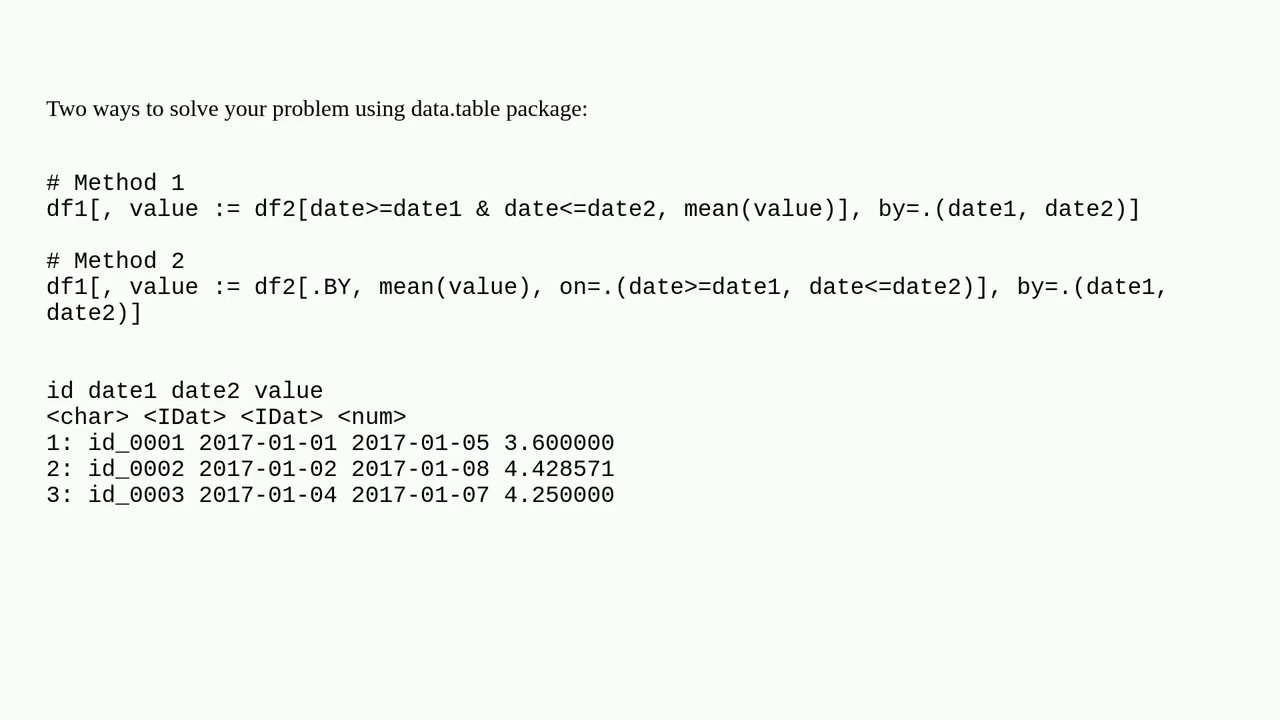 Two ways to solve your problem using data.table package:
# Method 1
df1[, value := df2[date>=date1 & date<=date2, mean(value)], by=.(date1, date2)]
# Method 2
df1[, value := df2[.BY, mean(value), on=.(date>=date1, date<=date2)], by=.(date1,
date2)]
id date1 date2 value
<char> <IDat> <IDat> <num>
1: id_0001 2017-01-01 2017-01-05 3.600000
2: id_0002 2017-01-02 2017-01-08 4.428571
3: id_0003 2017-01-04 2017-01-07 4.250000